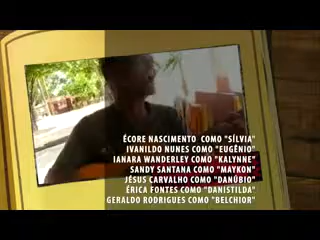 ÉCORE NASCIMENTO COMO "SÍLVIA"
IVANILDO NUNES COMO "EUGÊNIO"
IANARA WANDERLEY COMO "KALYNNE"
SANDY SANTANA COMO "MAYKON"
JESUS CARVALHO COMO "DANÚBIO"
ÉRICA FONTES COMO "DANISTILDA"
GERALDO RODRIGUES COMO "BELCHIOR"